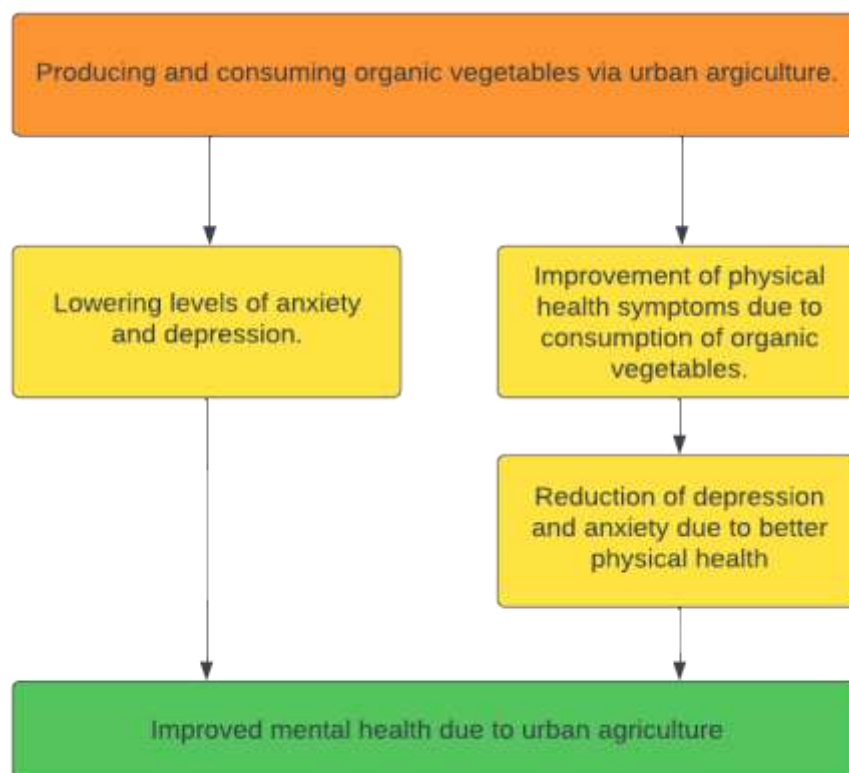 Producing and consuming organic vegetables via urban argiculture.
Lowering levels of anxiety
and depression.
Improvement of physical
health symptoms due to
consumption of organic
vegetables.
Reduction of depression
and anxiety due to better
physical health
Improved mental health due to urban agriculture